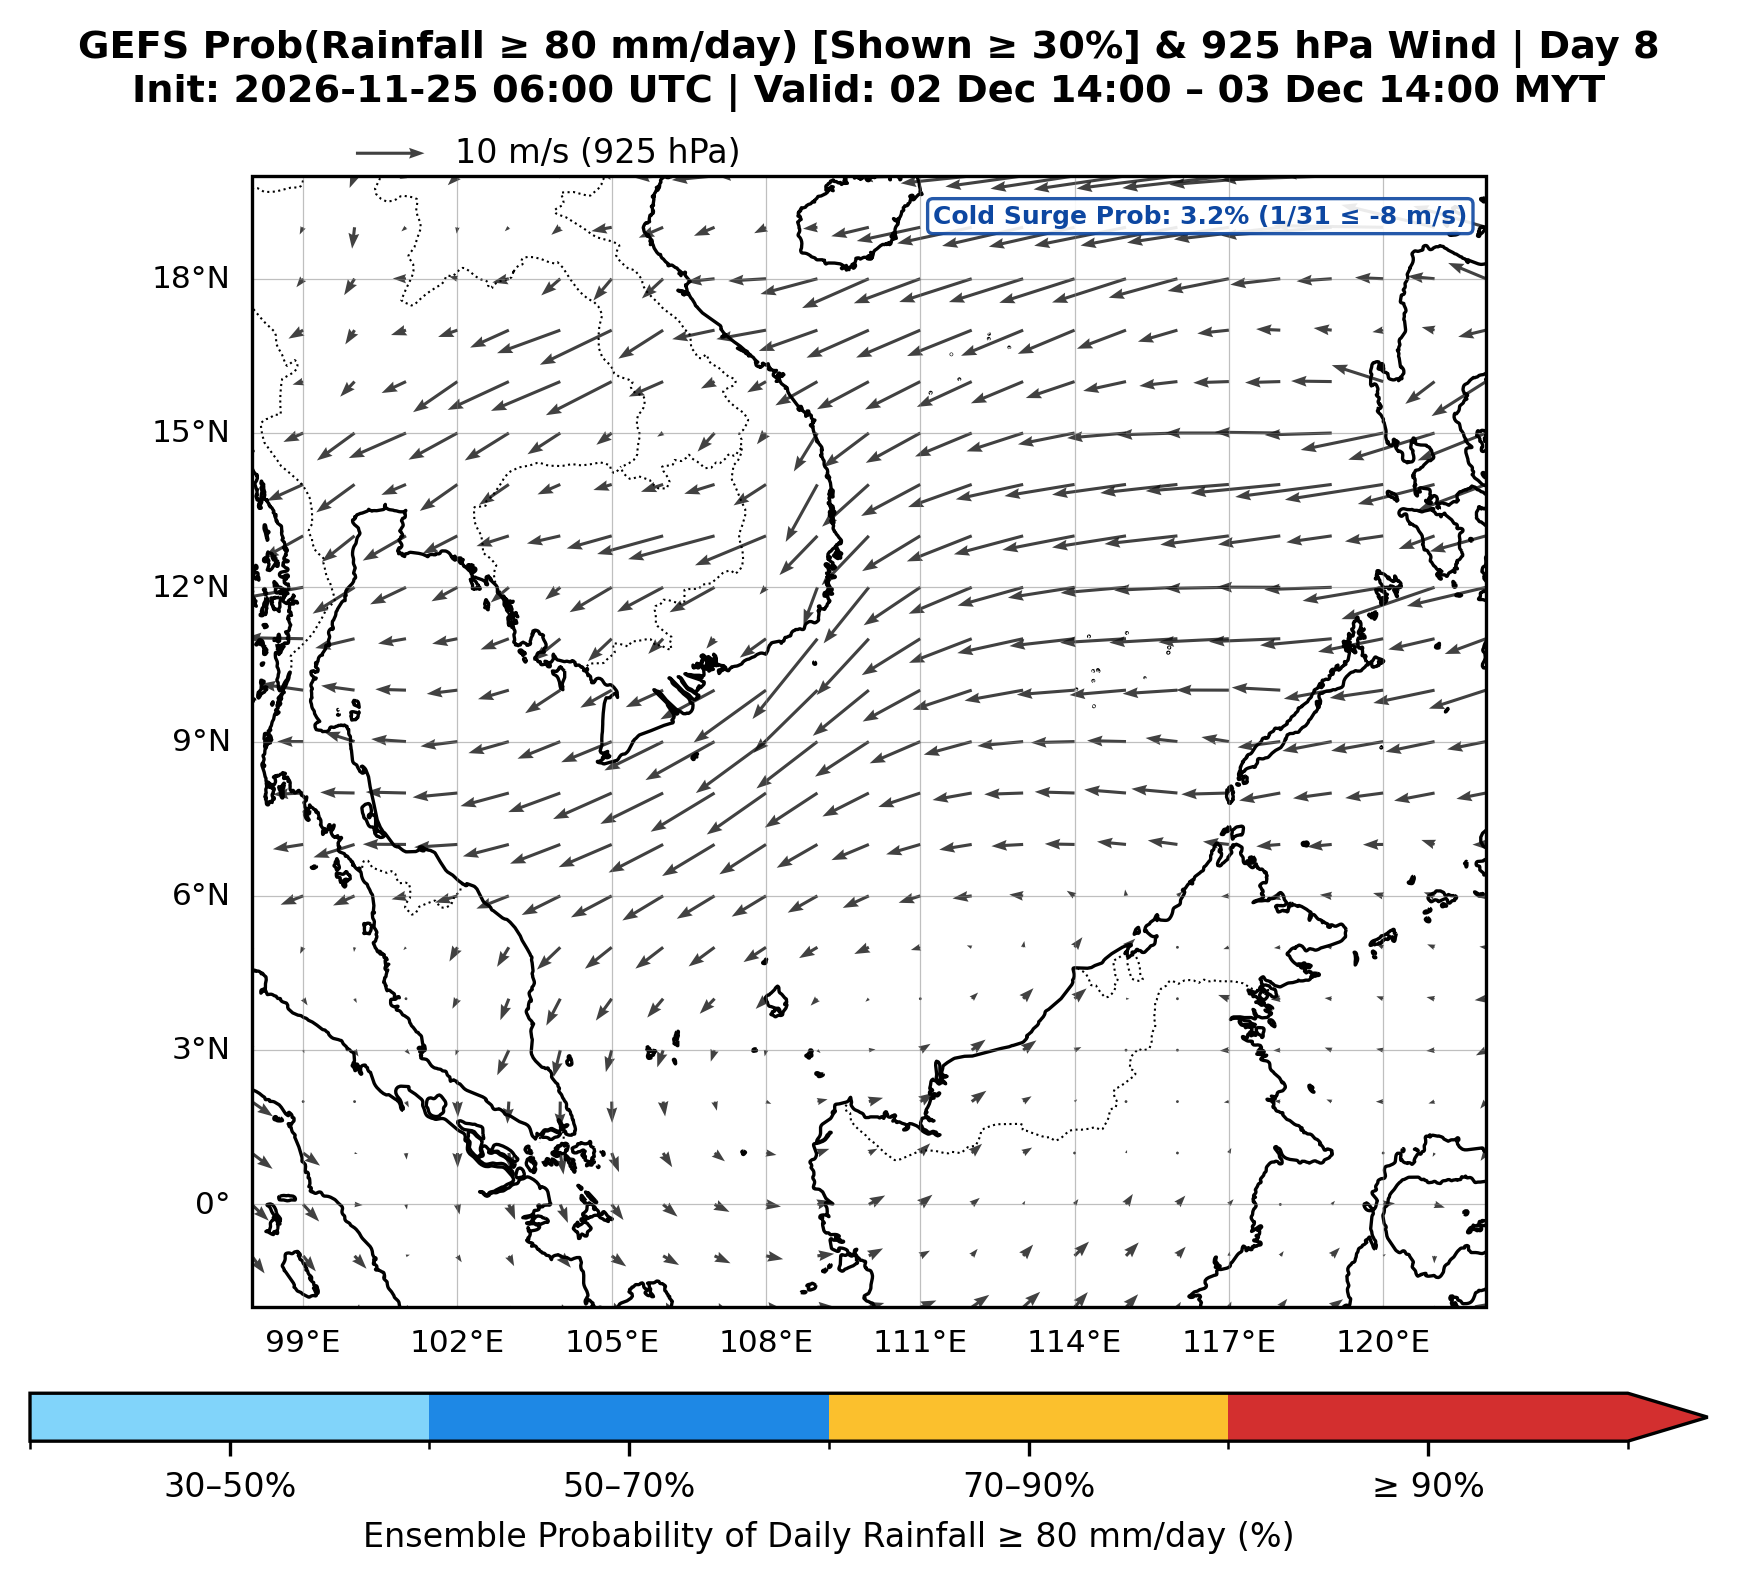 GEFS Prob(Rainfall ≥ 80 mm/day) [Shown ≥ 30%] & 925 hPa Wind | Day 8
Init: 2026-11-25 06:00 UTC | Valid: 02 Dec 14:00 – 03 Dec 14:00 MYT
10 m/s (925 hPa)
Cold Surge Prob: 3.2% (1/31 ≤ -8 m/s)
18°N
15°N
12°N
9°N
6°N
3°N
0°
99°E 102°E 105°E 108°E 111°E 114°E 117°E 120°E
30–50% 50–70% 70–90% ≥ 90%
Ensemble Probability of Daily Rainfall ≥ 80 mm/day (%)